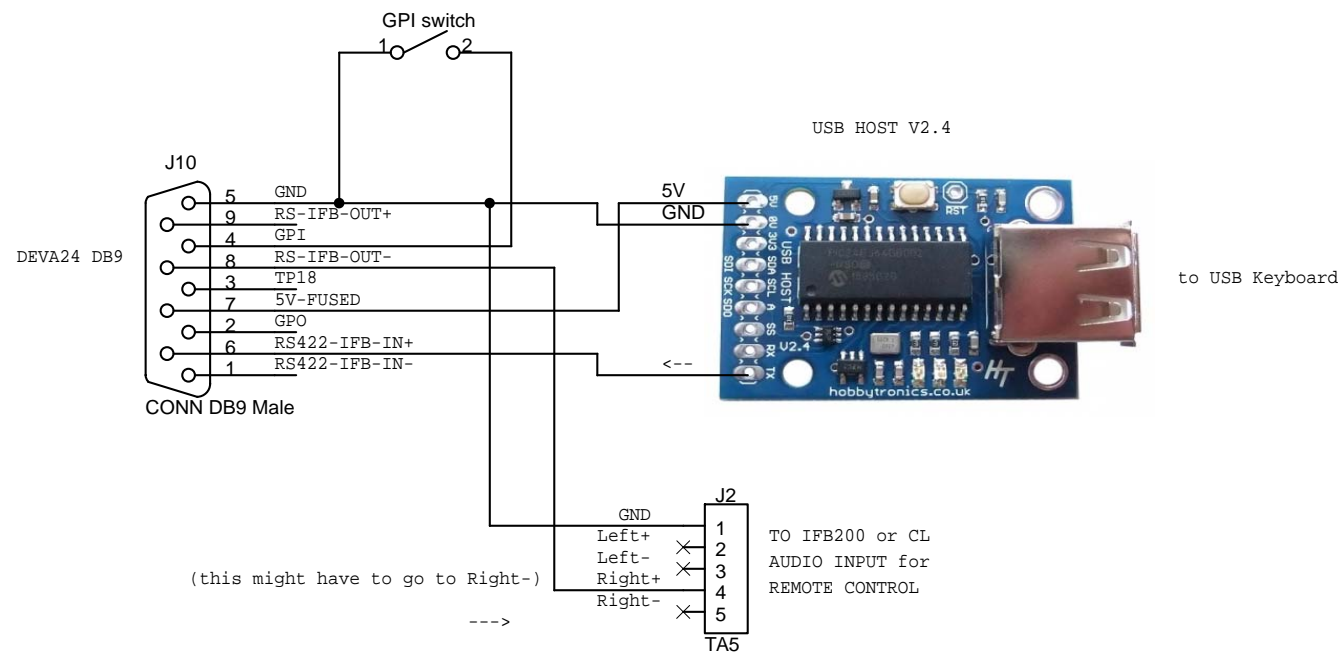 GPI switch
1 2
USB HOST V2.4
J10
5 GND
9 RS-IFB-OUT+
4 GPI
8 RS-IFB-OUT-
3 TP18
7 5V-FUSED
2 GPO
6 RS422-IFB-IN+
1 RS422-IFB-IN-
DEVA24 DB9
CONN DB9 Male
5V
GND
<--
5V
0V
3V3
SDA
SCL
A
SS
RX
TX
SDI SCK SDO
USB HOST
V2.4
RST
HT
hobbytronics.co.uk
to USB Keyboard
J2
GND 1
Left+ 2
Left- 3
Right+ 4
Right- 5
TA5
(this might have to go to Right-)
--->
TO IFB200 or CL
AUDIO INPUT for
REMOTE CONTROL